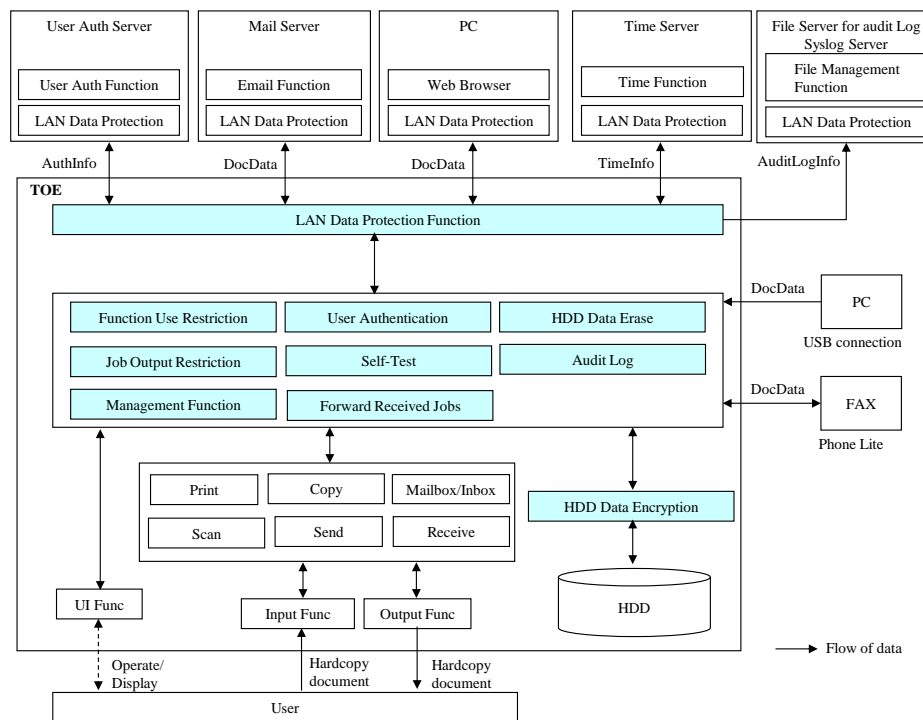 User Auth Server
Mail Server
PC
Time Server
File Server for audit Log
Syslog Server
User Auth Function
Email Function
Web Browser
Time Function
File Management
Function
LAN Data Protection
LAN Data Protection
LAN Data Protection
LAN Data Protection
LAN Data Protection
AuthInfo
DocData
DocData
TimeInfo
AuditLogInfo
TOE
LAN Data Protection Function
Function Use Restriction
User Authentication
HDD Data Erase
Job Output Restriction
Self-Test
Audit Log
Management Function
Forward Received Jobs
DocData
PC
USB connection
DocData
FAX
Phone Lite
Print
Copy
Mailbox/Inbox
Scan
Send
Receive
HDD Data Encryption
HDD
UI Func
Input Func
Output Func
Flow of data
Operate/
Display
Hardcopy
document
Hardcopy
document
User